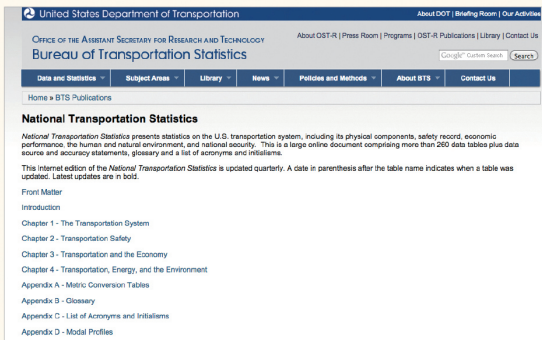 United States Department of Transportation
About DOT | Briefing Room | Our Activities
About OST-R | Press Room | Programs | OST-R Publications | Library | Contact Us
Office of the Assistant Secretary for Research and Technology
Bureau of Transportation Statistics
Google™ Custom Search Search
Data and Statistics Subject Areas Library News Policies and Methods About BTS Contact Us
Home » BTS Publications
National Transportation Statistics
National Transportation Statistics presents statistics on the U.S. transportation system, including its physical components, safety record, economic
performance, the human and natural environment, and national security. This is a large online document comprising more than 260 data tables plus data
source and accuracy statements, glossary and a list of acronyms and initialisms.
This Internet edition of the National Transportation Statistics is updated quarterly. A date in parenthesis after the table name indicates when a table was
updated. Latest updates are in bold.
Front Matter
Introduction
Chapter 1 - The Transportation System
Chapter 2 - Transportation Safety
Chapter 3 - Transportation and the Economy
Chapter 4 - Transportation, Energy, and the Environment
Appendix A - Metric Conversion Tables
Appendix B - Glossary
Appendix C - List of Acronyms and Initialisms
Appendix D - Modal Profiles